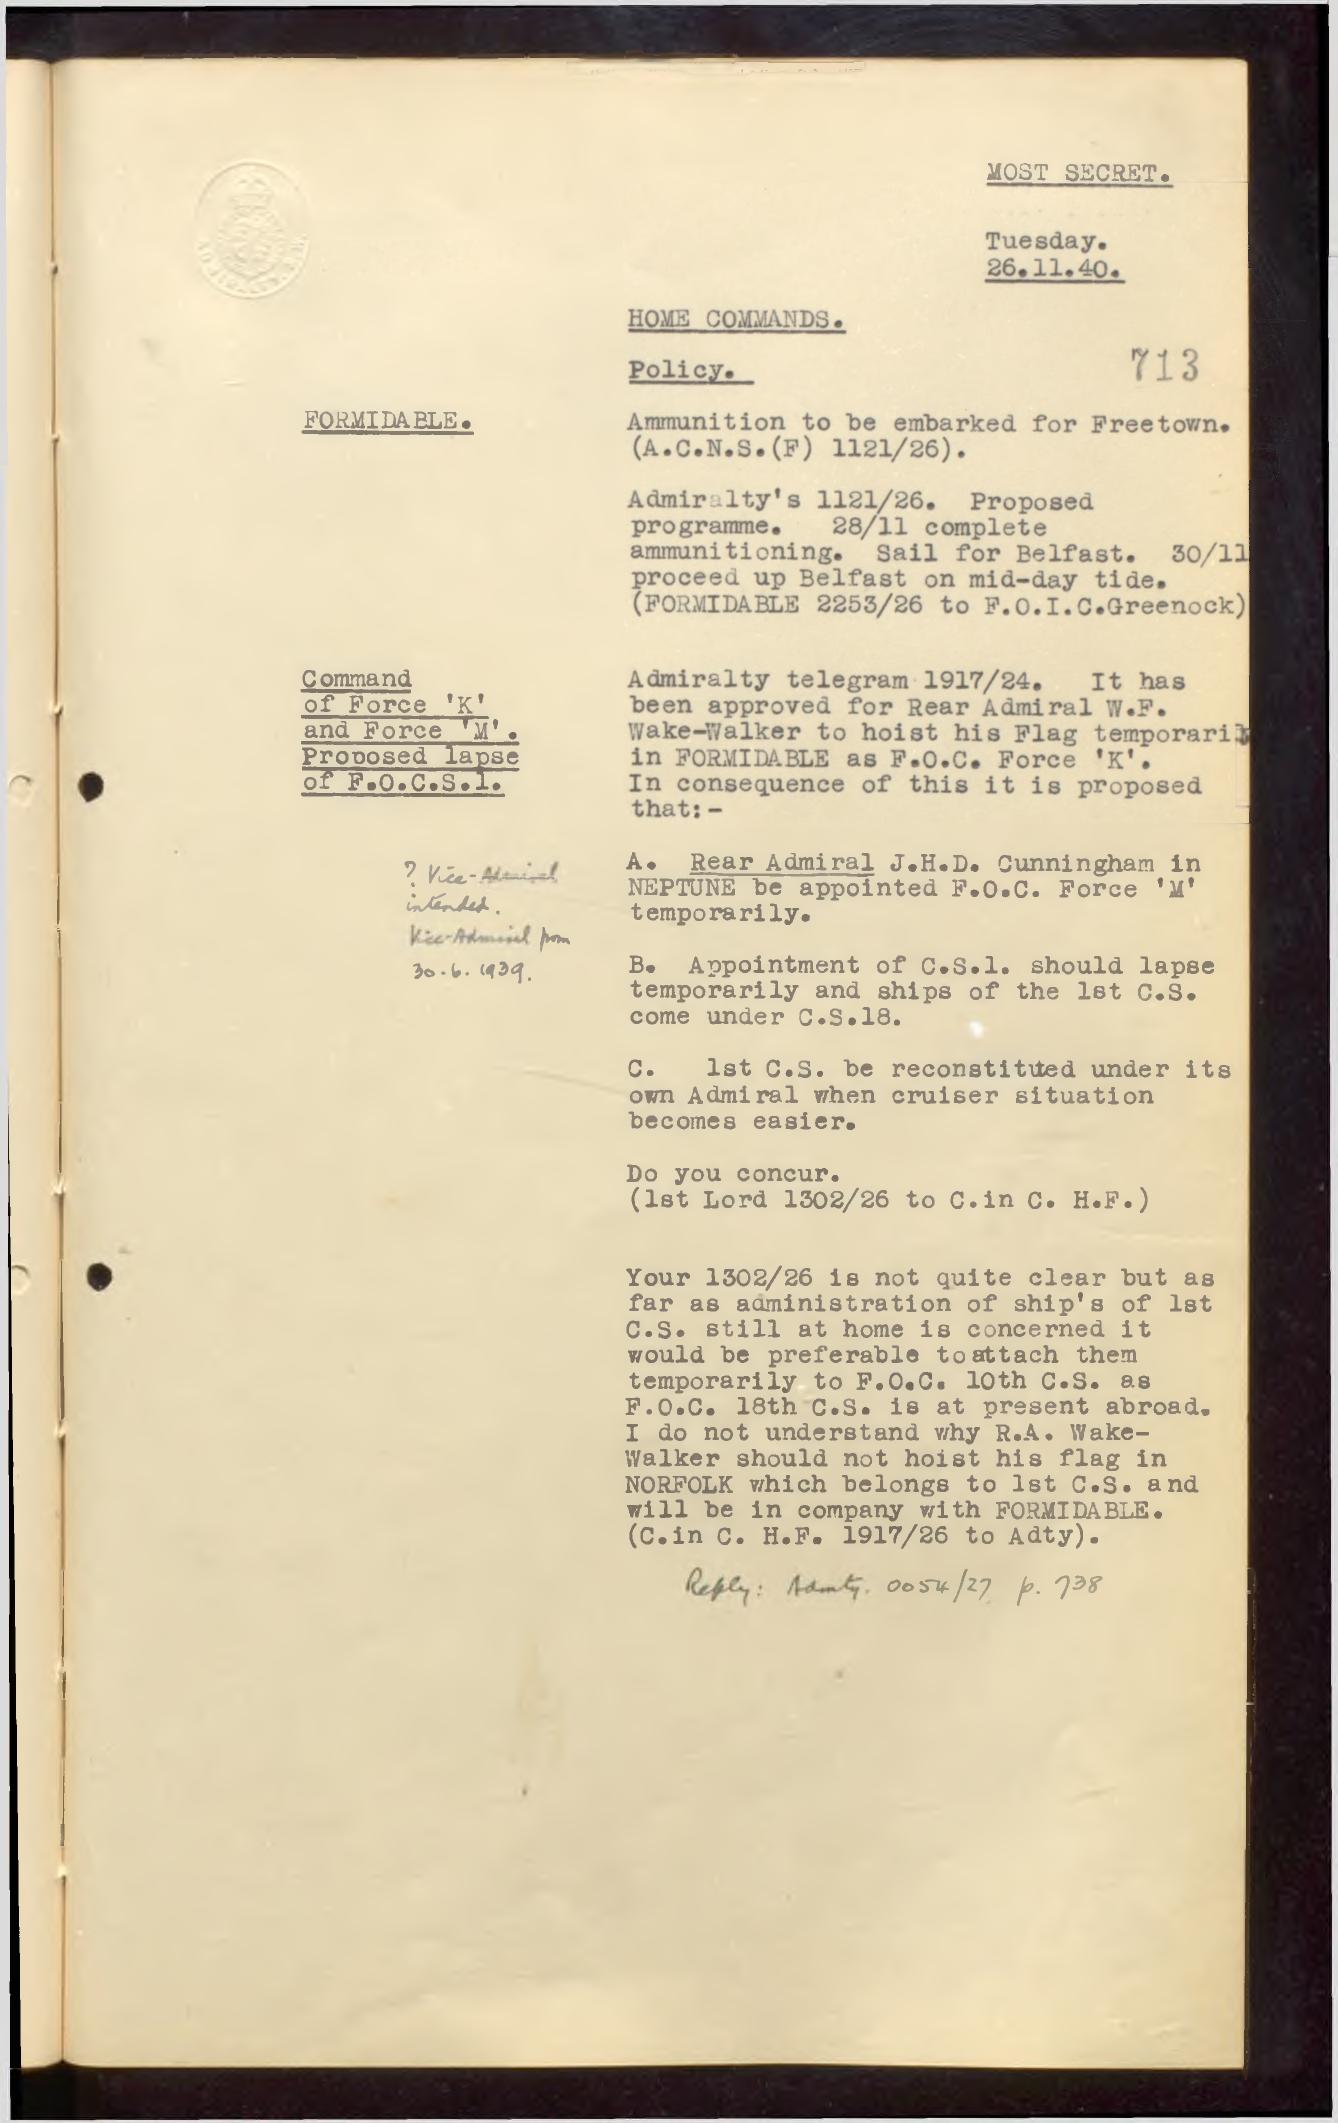 MOST SECRET.
Tuesday.
26.11.40.
HOME COMMANDS.
Policy.
713
FORMIDABLE.
Ammunition to be embarked for Freetown.
(A.C.N.S.(F) 1121/26).
Admiralty's 1121/26. Proposed
programme. 28/11 complete
ammunitioning. Sail for Belfast. 30/11
proceed up Belfast on mid-day tide.
(FORMIDABLE 2253/26 to F.O.I.C.Greenock)
Command
of Force 'K'
and Force 'M'.
Proposed lapse
of F.O.C.S.1.
Admiralty telegram 1917/24. It has
been approved for Rear Admiral W.F.
Wake-Walker to hoist his Flag temporaril
in FORMIDABLE as F.O.C. Force 'K'.
In consequence of this it is proposed
that:-
A. Rear Admiral J.H.D. Cunningham in
NEPTUNE be appointed F.O.C. Force 'M'
temporarily.
? Vice-Admiral
intended.
Vice-Admiral from
30.6.1939.
B. Appointment of C.S.1. should lapse
temporarily and ships of the 1st C.S.
come under C.S.18.
C. 1st C.S. be reconstituted under its
own Admiral when cruiser situation
becomes easier.
Do you concur.
(1st Lord 1302/26 to C.in C. H.F.)
Your 1302/26 is not quite clear but as
far as administration of ship's of 1st
C.S. still at home is concerned it
would be preferable to attach them
temporarily to F.O.C. 10th C.S. as
F.O.C. 18th C.S. is at present abroad.
I do not understand why R.A. Wake-
Walker should not hoist his flag in
NORFOLK which belongs to 1st C.S. and
will be in company with FORMIDABLE.
(C.in C. H.F. 1917/26 to Adty).
Reply: Admty. 0054/27 p. 738